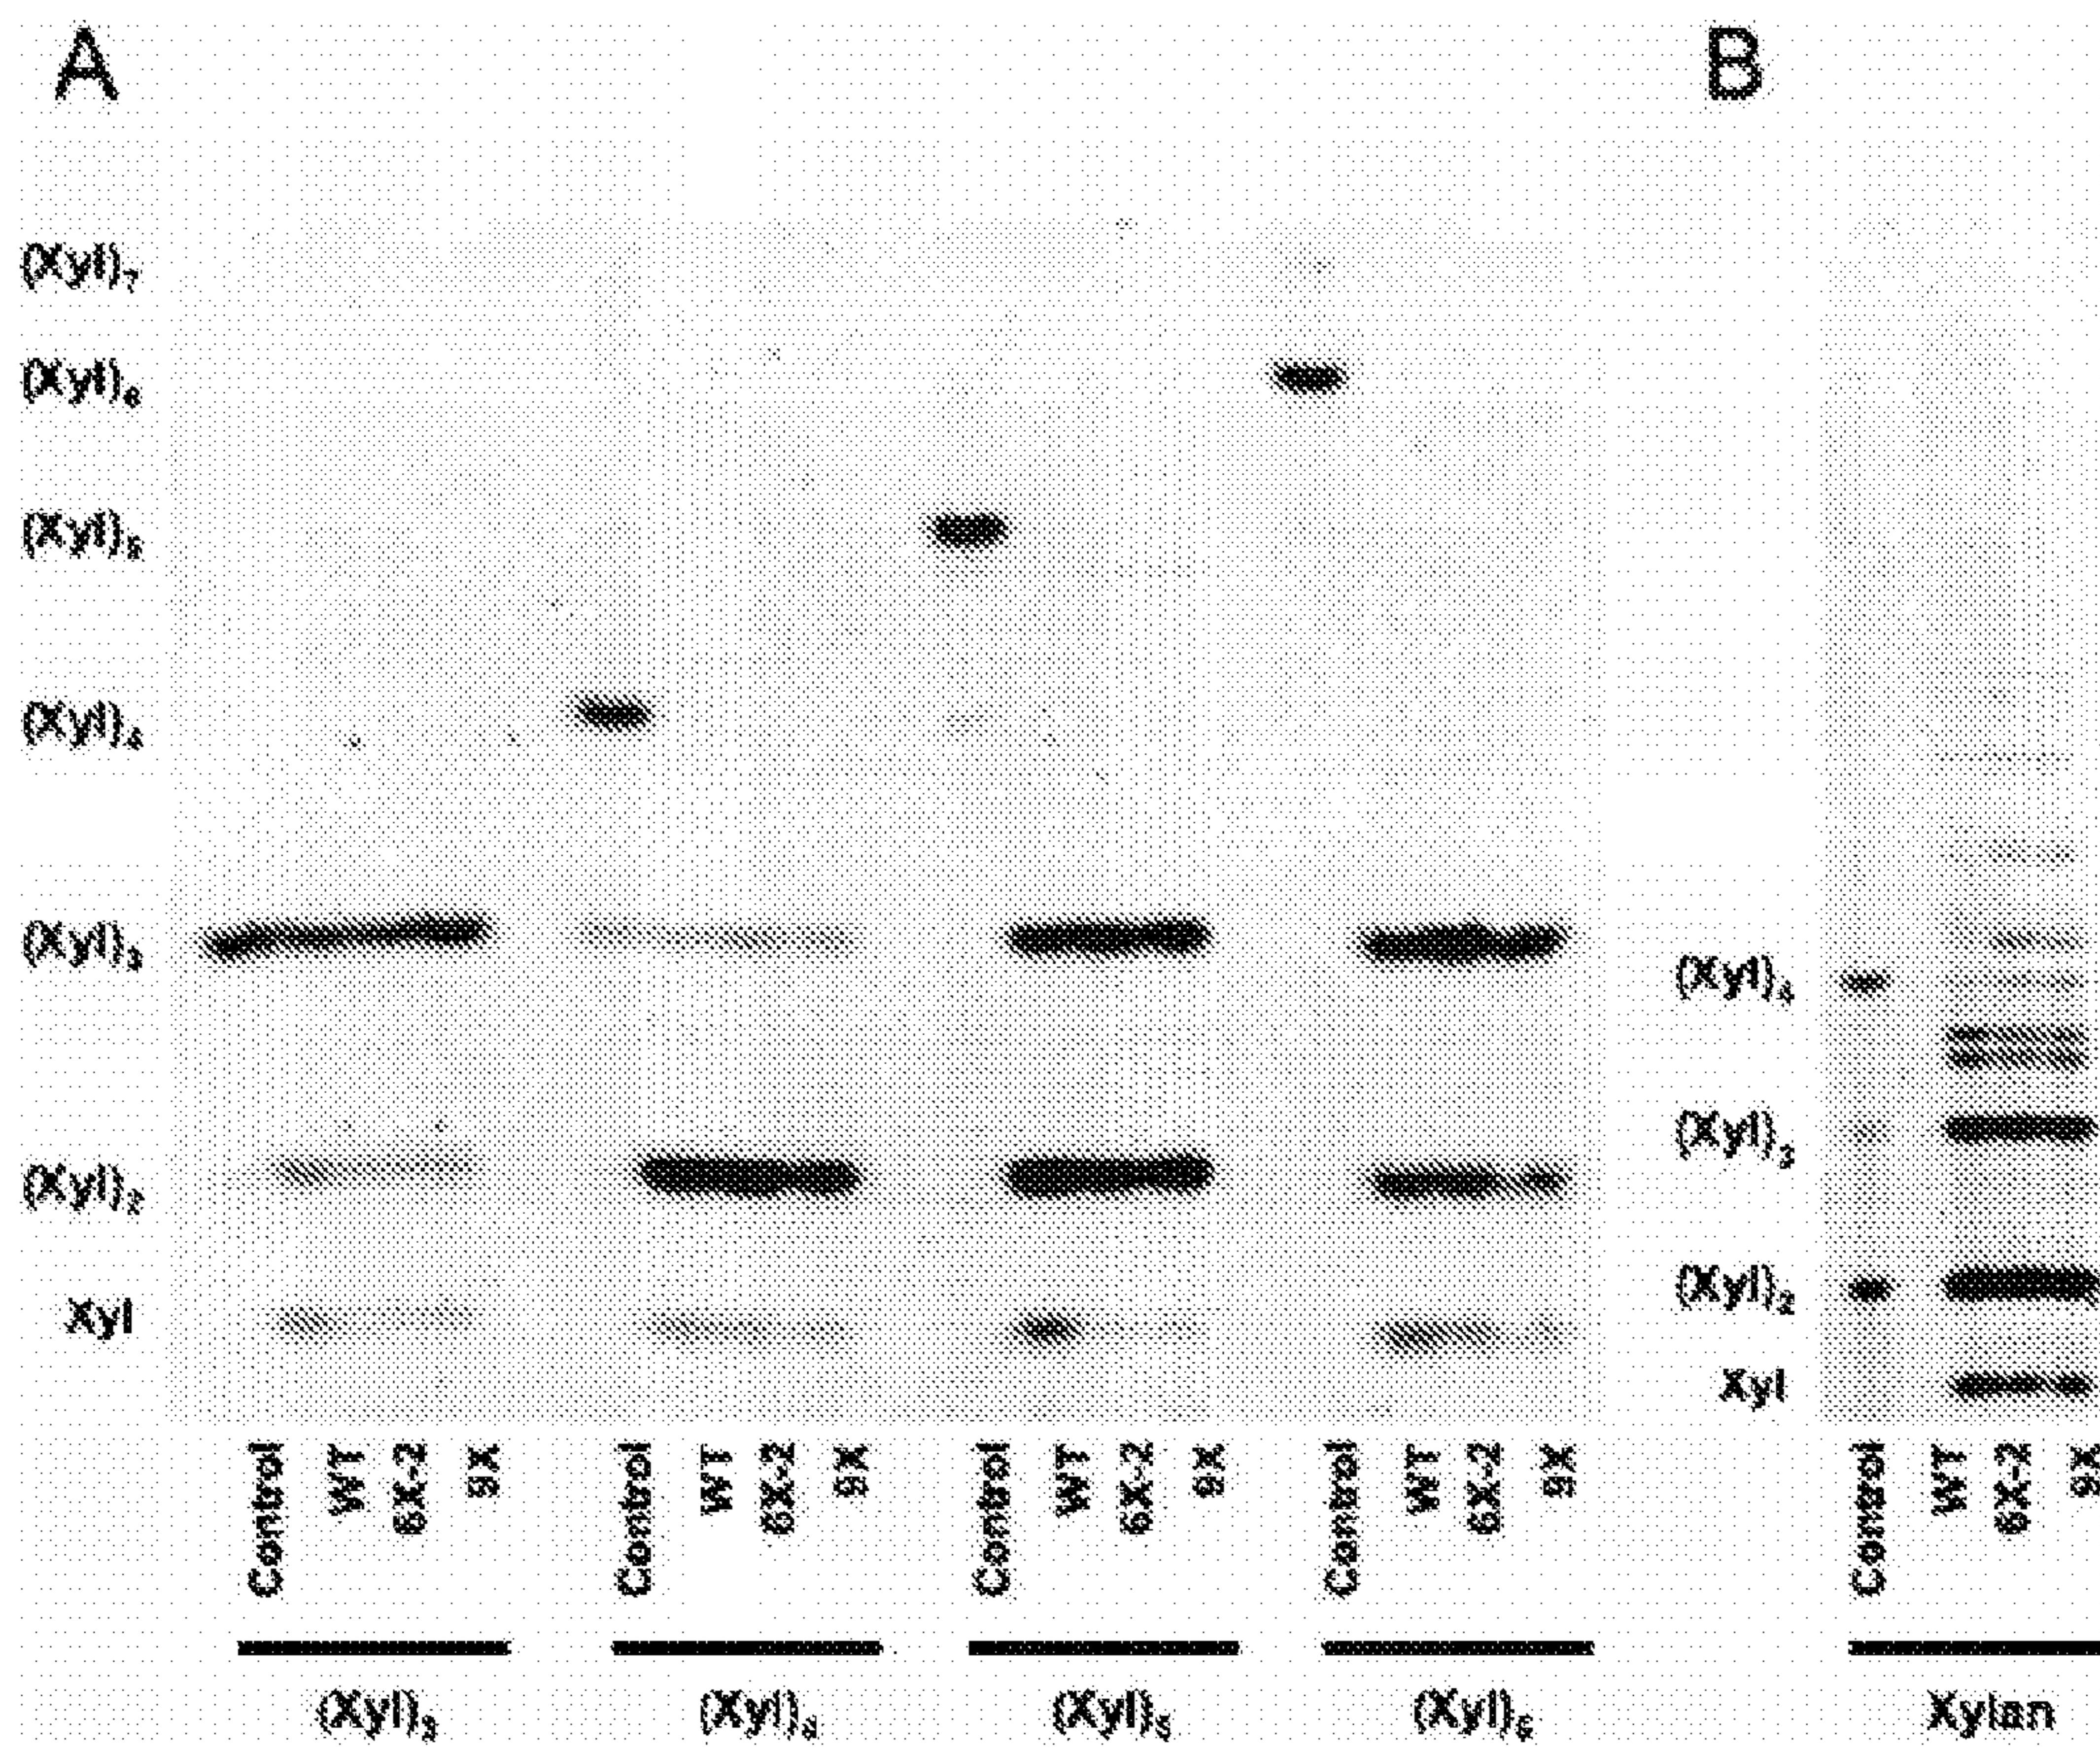 A
B
(Xyl)₇
(Xyl)₆
(Xyl)₅
(Xyl)₄
(Xyl)₃
(Xyl)₂
Xyl
(Xyl)₄
(Xyl)₃
(Xyl)₂
Xyl
Control WT 6X-2 9X Control WT 6X-2 9X Control WT 6X-2 9X Control WT 6X-2 9X Control WT 6X-2 9X
(Xyl)₃ (Xyl)₄ (Xyl)₅ (Xyl)₆ Xylan